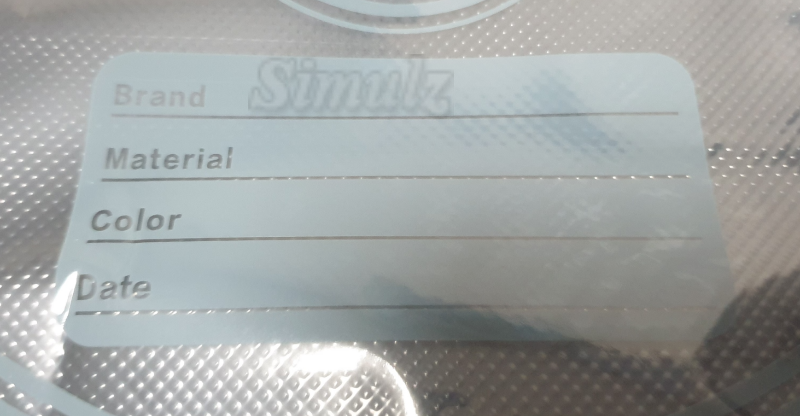 Brand Simulz
Material
Color
Date